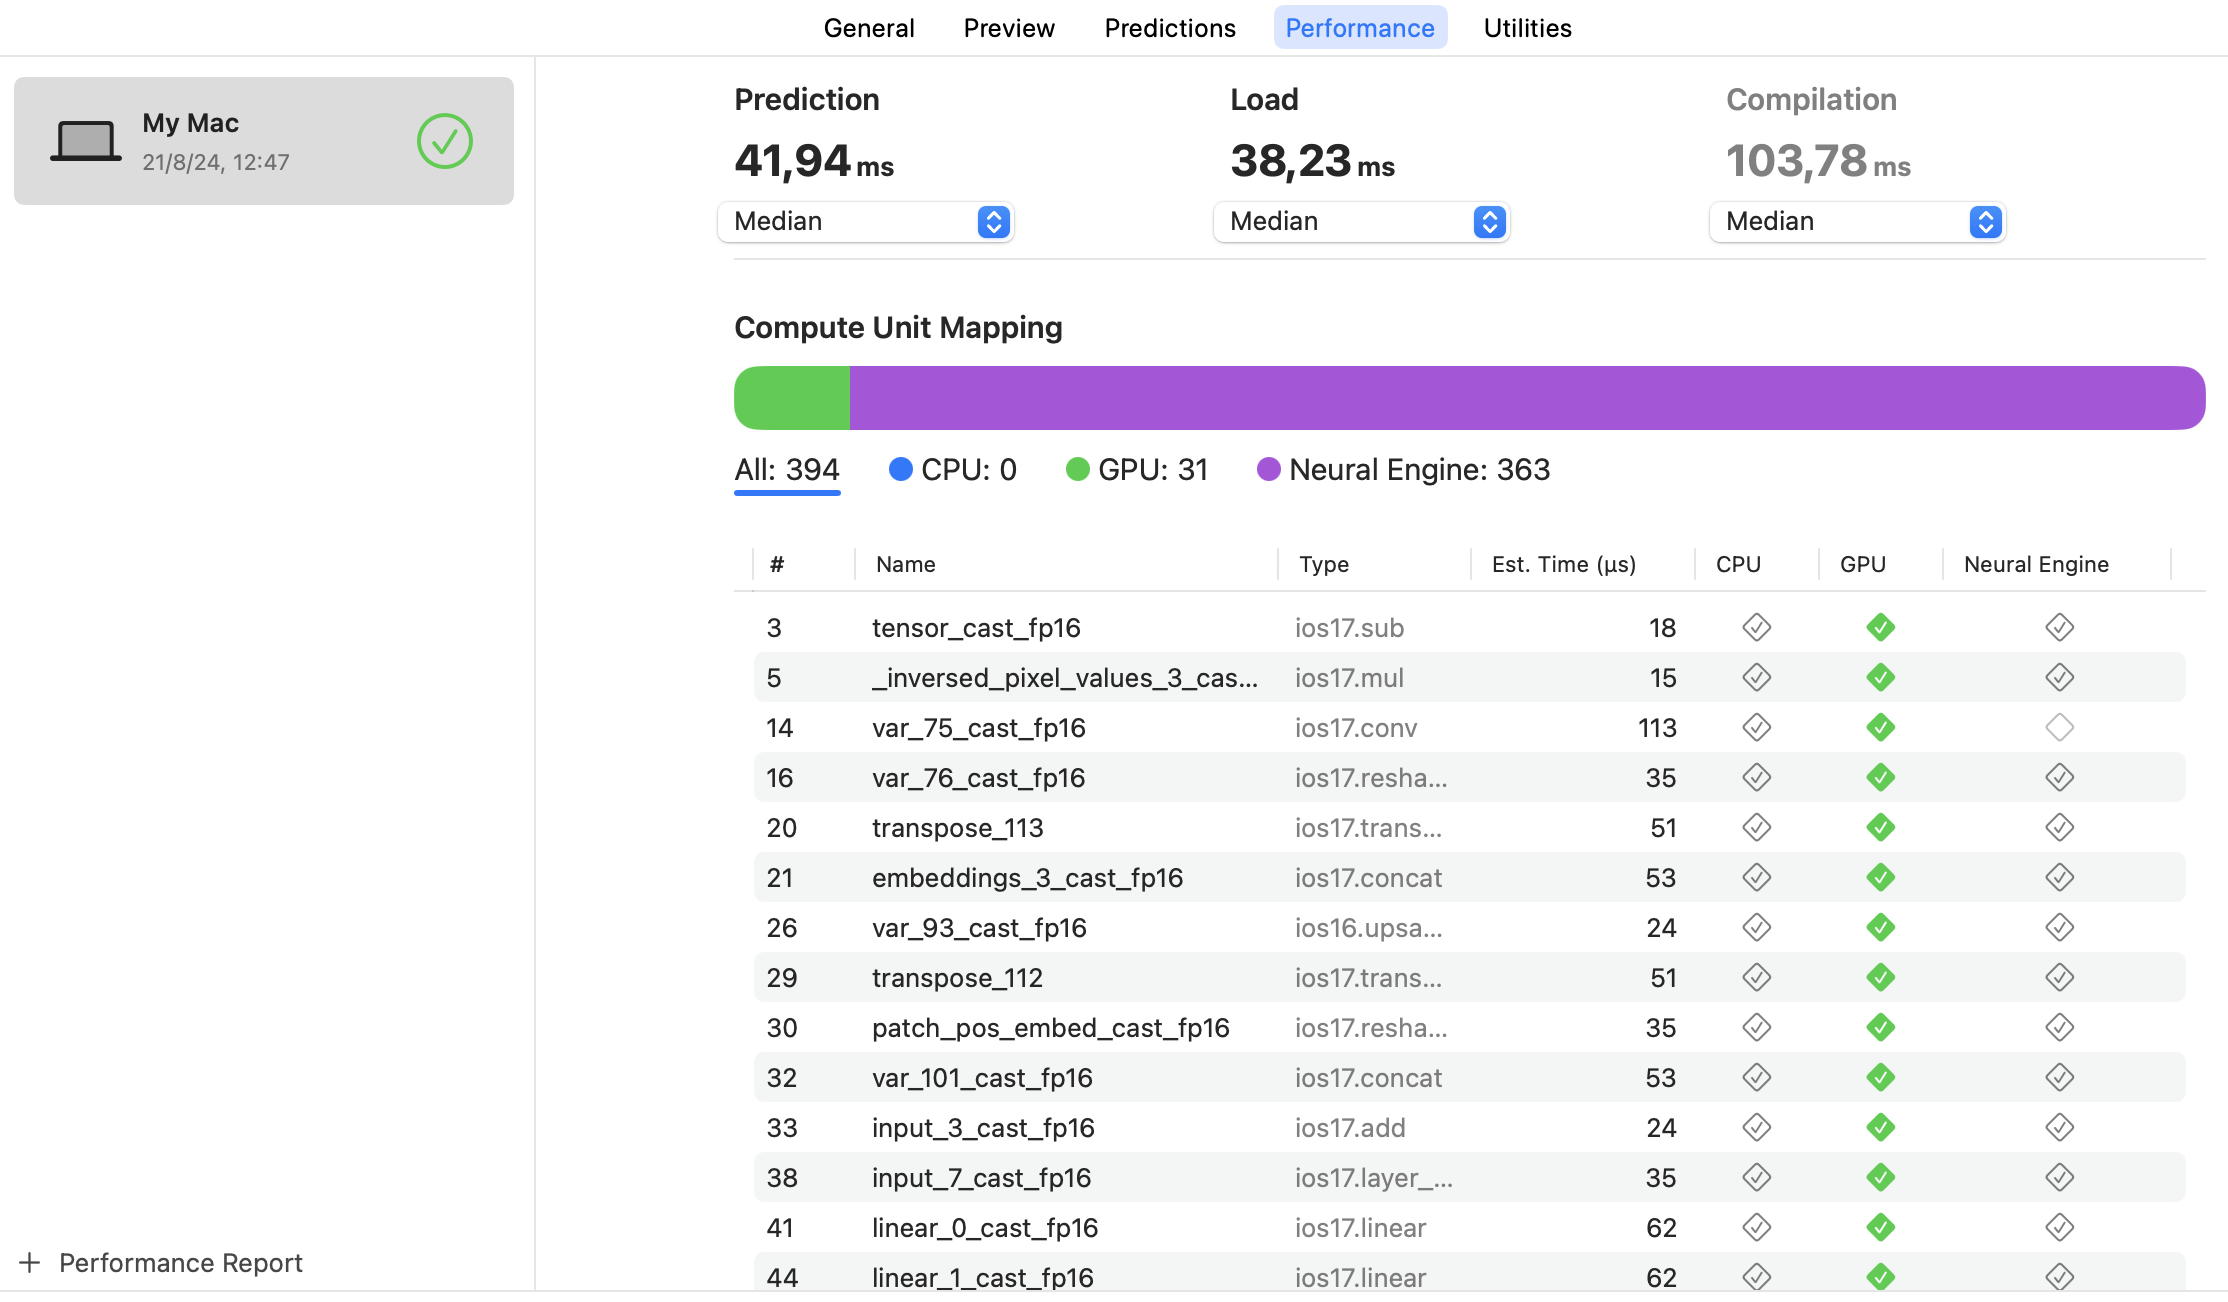 General Preview Predictions Performance Utilities
My Mac
21/8/24, 12:47
Prediction Load Compilation
41,94 ms 38,23 ms 103,78 ms
Median Median Median
Compute Unit Mapping
All: 394 CPU: 0 GPU: 31 Neural Engine: 363
# Name Type Est. Time (µs) CPU GPU Neural Engine
3 tensor_cast_fp16 ios17.sub 18
5 _inversed_pixel_values_3_cas... ios17.mul 15
14 var_75_cast_fp16 ios17.conv 113
16 var_76_cast_fp16 ios17.resha... 35
20 transpose_113 ios17.trans... 51
21 embeddings_3_cast_fp16 ios17.concat 53
26 var_93_cast_fp16 ios16.upsa... 24
29 transpose_112 ios17.trans... 51
30 patch_pos_embed_cast_fp16 ios17.resha... 35
32 var_101_cast_fp16 ios17.concat 53
33 input_3_cast_fp16 ios17.add 24
38 input_7_cast_fp16 ios17.layer_... 35
41 linear_0_cast_fp16 ios17.linear 62
44 linear_1_cast_fp16 ios17.linear 62
+ Performance Report